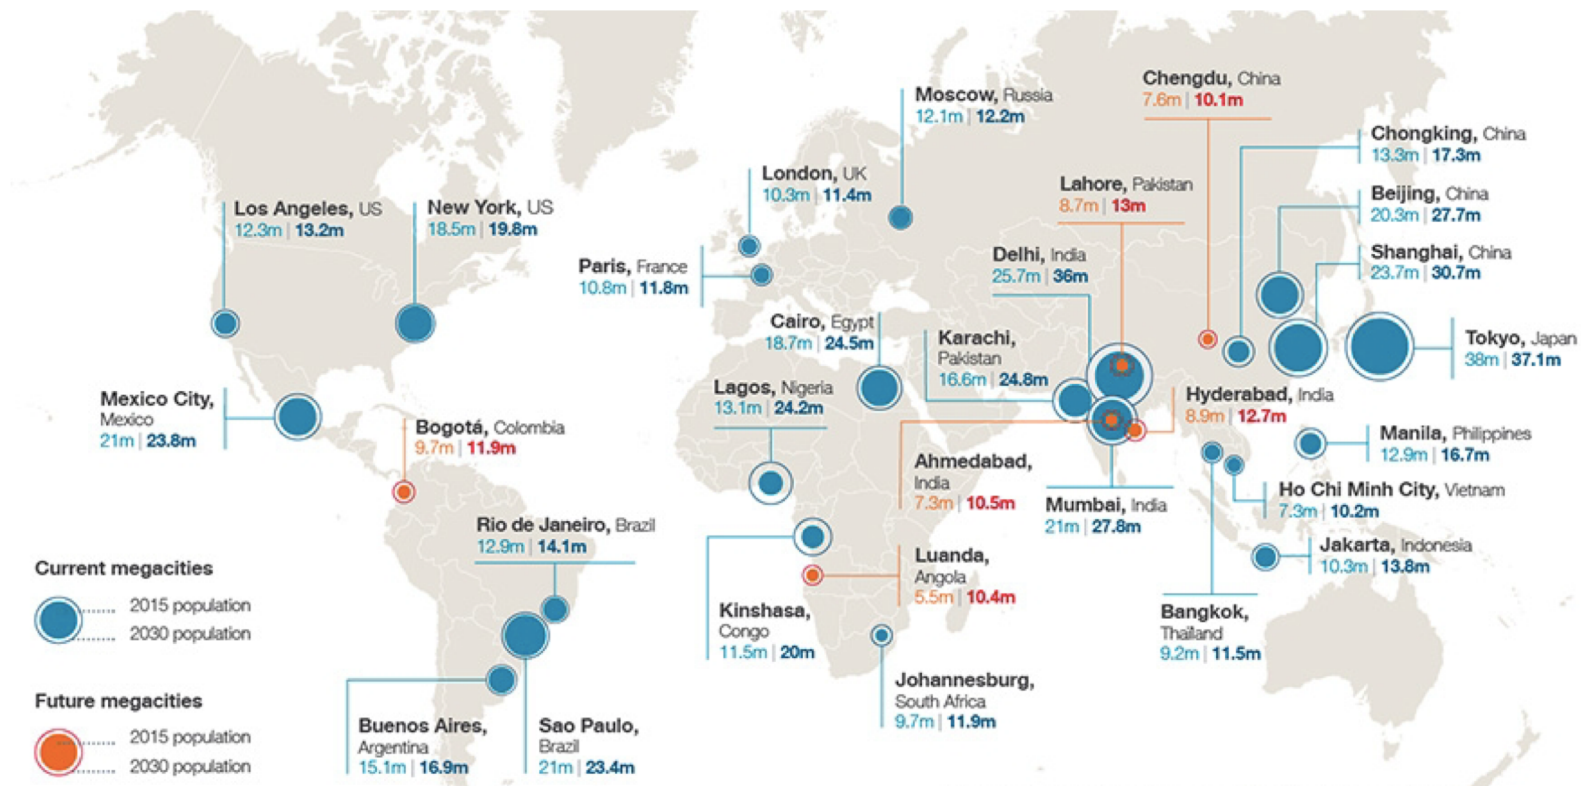 Moscow, Russia
12.1m | 12.2m
Chengdu, China
7.6m | 10.1m
Chongking, China
13.3m | 17.3m
London, UK
10.3m | 11.4m
Lahore, Pakistan
8.7m | 13m
Beijing, China
20.3m | 27.7m
Los Angeles, US
12.3m | 13.2m
New York, US
18.5m | 19.8m
Paris, France
10.8m | 11.8m
Delhi, India
25.7m | 36m
Shanghai, China
23.7m | 30.7m
Cairo, Egypt
18.7m | 24.5m
Karachi,
Pakistan
16.6m | 24.8m
Tokyo, Japan
38m | 37.1m
Mexico City,
Mexico
21m | 23.8m
Lagos, Nigeria
13.1m | 24.2m
Hyderabad, India
8.9m | 12.7m
Bogotá, Colombia
9.7m | 11.9m
Manila, Philippines
12.9m | 16.7m
Ahmedabad,
India
7.3m | 10.5m
Mumbai, India
21m | 27.8m
Ho Chi Minh City, Vietnam
7.3m | 10.2m
Rio de Janeiro, Brazil
12.9m | 14.1m
Jakarta, Indonesia
10.3m | 13.8m
Luanda,
Angola
5.5m | 10.4m
Kinshasa,
Congo
11.5m | 20m
Bangkok,
Thailand
9.2m | 11.5m
Johannesburg,
South Africa
9.7m | 11.9m
Buenos Aires,
Argentina
15.1m | 16.9m
Sao Paulo,
Brazil
21m | 23.4m
Current megacities
2015 population
2030 population
Future megacities
2015 population
2030 population